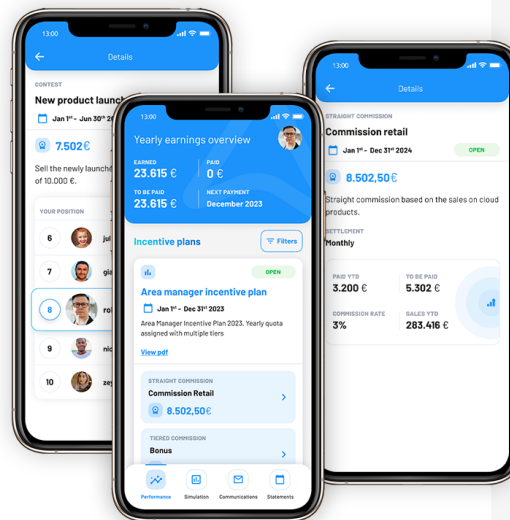 13:00
Details
CONTEST
New product launc
Jan 1st - Jun 30th 2
7.502€
Sell the newly launch
of 10.000 €.
YOUR POSITION
6
jul
7
gia
8
ro
9
nic
10
zey
13:00
Yearly earnings overview
EARNED
23.615 €
PAID
0 €
TO BE PAID
23.615 €
NEXT PAYMENT
December 2023
Incentive plans
Filters
OPEN
Area manager incentive plan
Jan 1st - Dec 31st 2023
Area Manager Incentive Plan 2023. Yearly quota
assigned with multiple tiers
View pdf
STRAIGHT COMMISSION
Commission Retail
8.502,50€
TIERED COMMISSION
Bonus
Performance
Simulation
Communications
Statements
13:00
Details
STRAIGHT COMMISSION
Commission retail
Jan 1st - Dec 31st 2024
OPEN
8.502,50€
Straight commission based on the sales on cloud
products.
SETTLEMENT
Monthly
PAID YTD
3.200 €
TO BE PAID
5.302 €
COMMISSION RATE
3%
SALES YTD
283.416 €